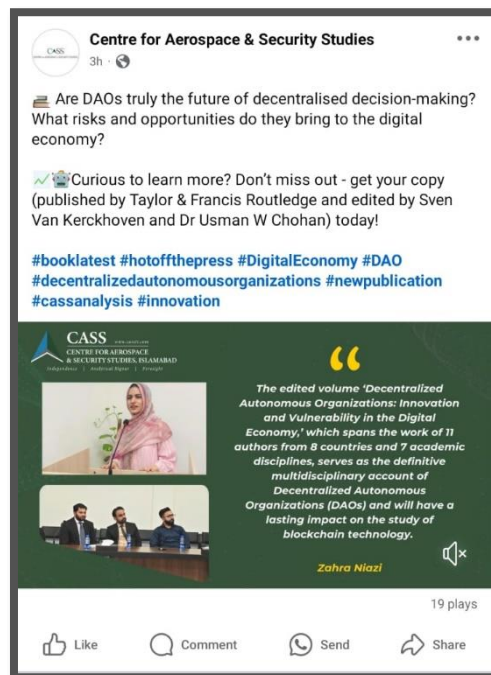 Centre for Aerospace & Security Studies
3h
Are DAOs truly the future of decentralised decision-making?
What risks and opportunities do they bring to the digital
economy?
Curious to learn more? Don't miss out - get your copy
(published by Taylor & Francis Routledge and edited by Sven
Van Kerckhoven and Dr Usman W Chohan) today!
#booklatest #hotoffthepress #DigitalEconomy #DAO
#decentralizedautonomousorganizations #newpublication
#cassanalysis #innovation
CASS
CENTRE FOR AEROSPACE
& SECURITY STUDIES, ISLAMABAD
Independence | Analytical Rigour | Foresight
“
The edited volume ‘Decentralized
Autonomous Organizations: Innovation
and Vulnerability in the Digital
Economy,’ which spans the work of 11
authors from 8 countries and 7 academic
disciplines, serves as the definitive
multidisciplinary account of
Decentralized Autonomous
Organizations (DAOs) and will have a
lasting impact on the study of
blockchain technology.
Zahra Niazi
19 plays
Like
Comment
Send
Share